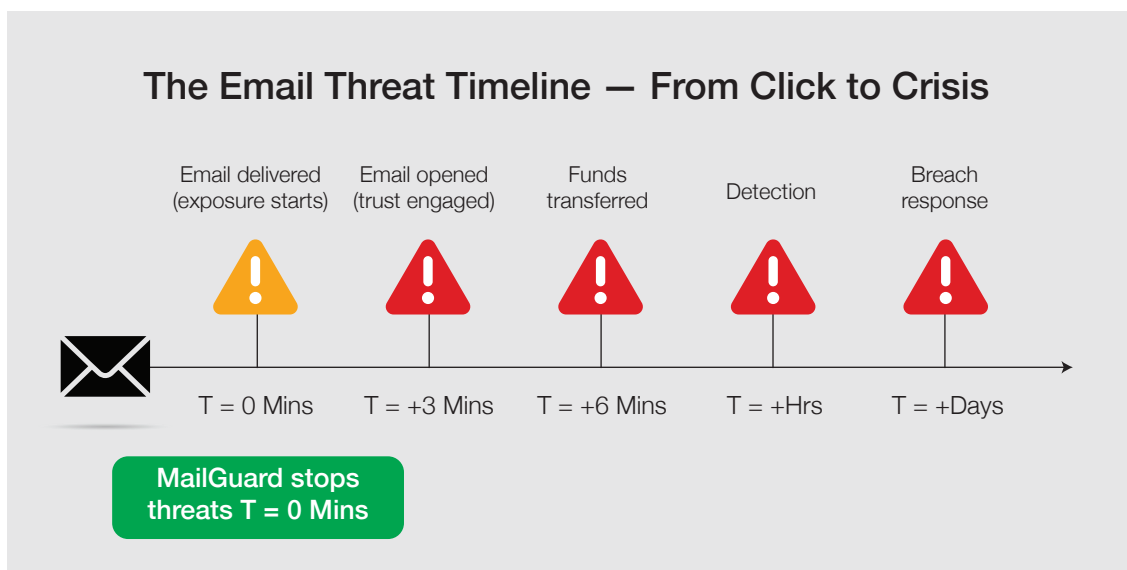 The Email Threat Timeline — From Click to Crisis
Email delivered
(exposure starts)
Email opened
(trust engaged)
Funds
transferred
Detection
Breach
response
T = 0 Mins
T = +3 Mins
T = +6 Mins
T = +Hrs
T = +Days
MailGuard stops
threats T = 0 Mins